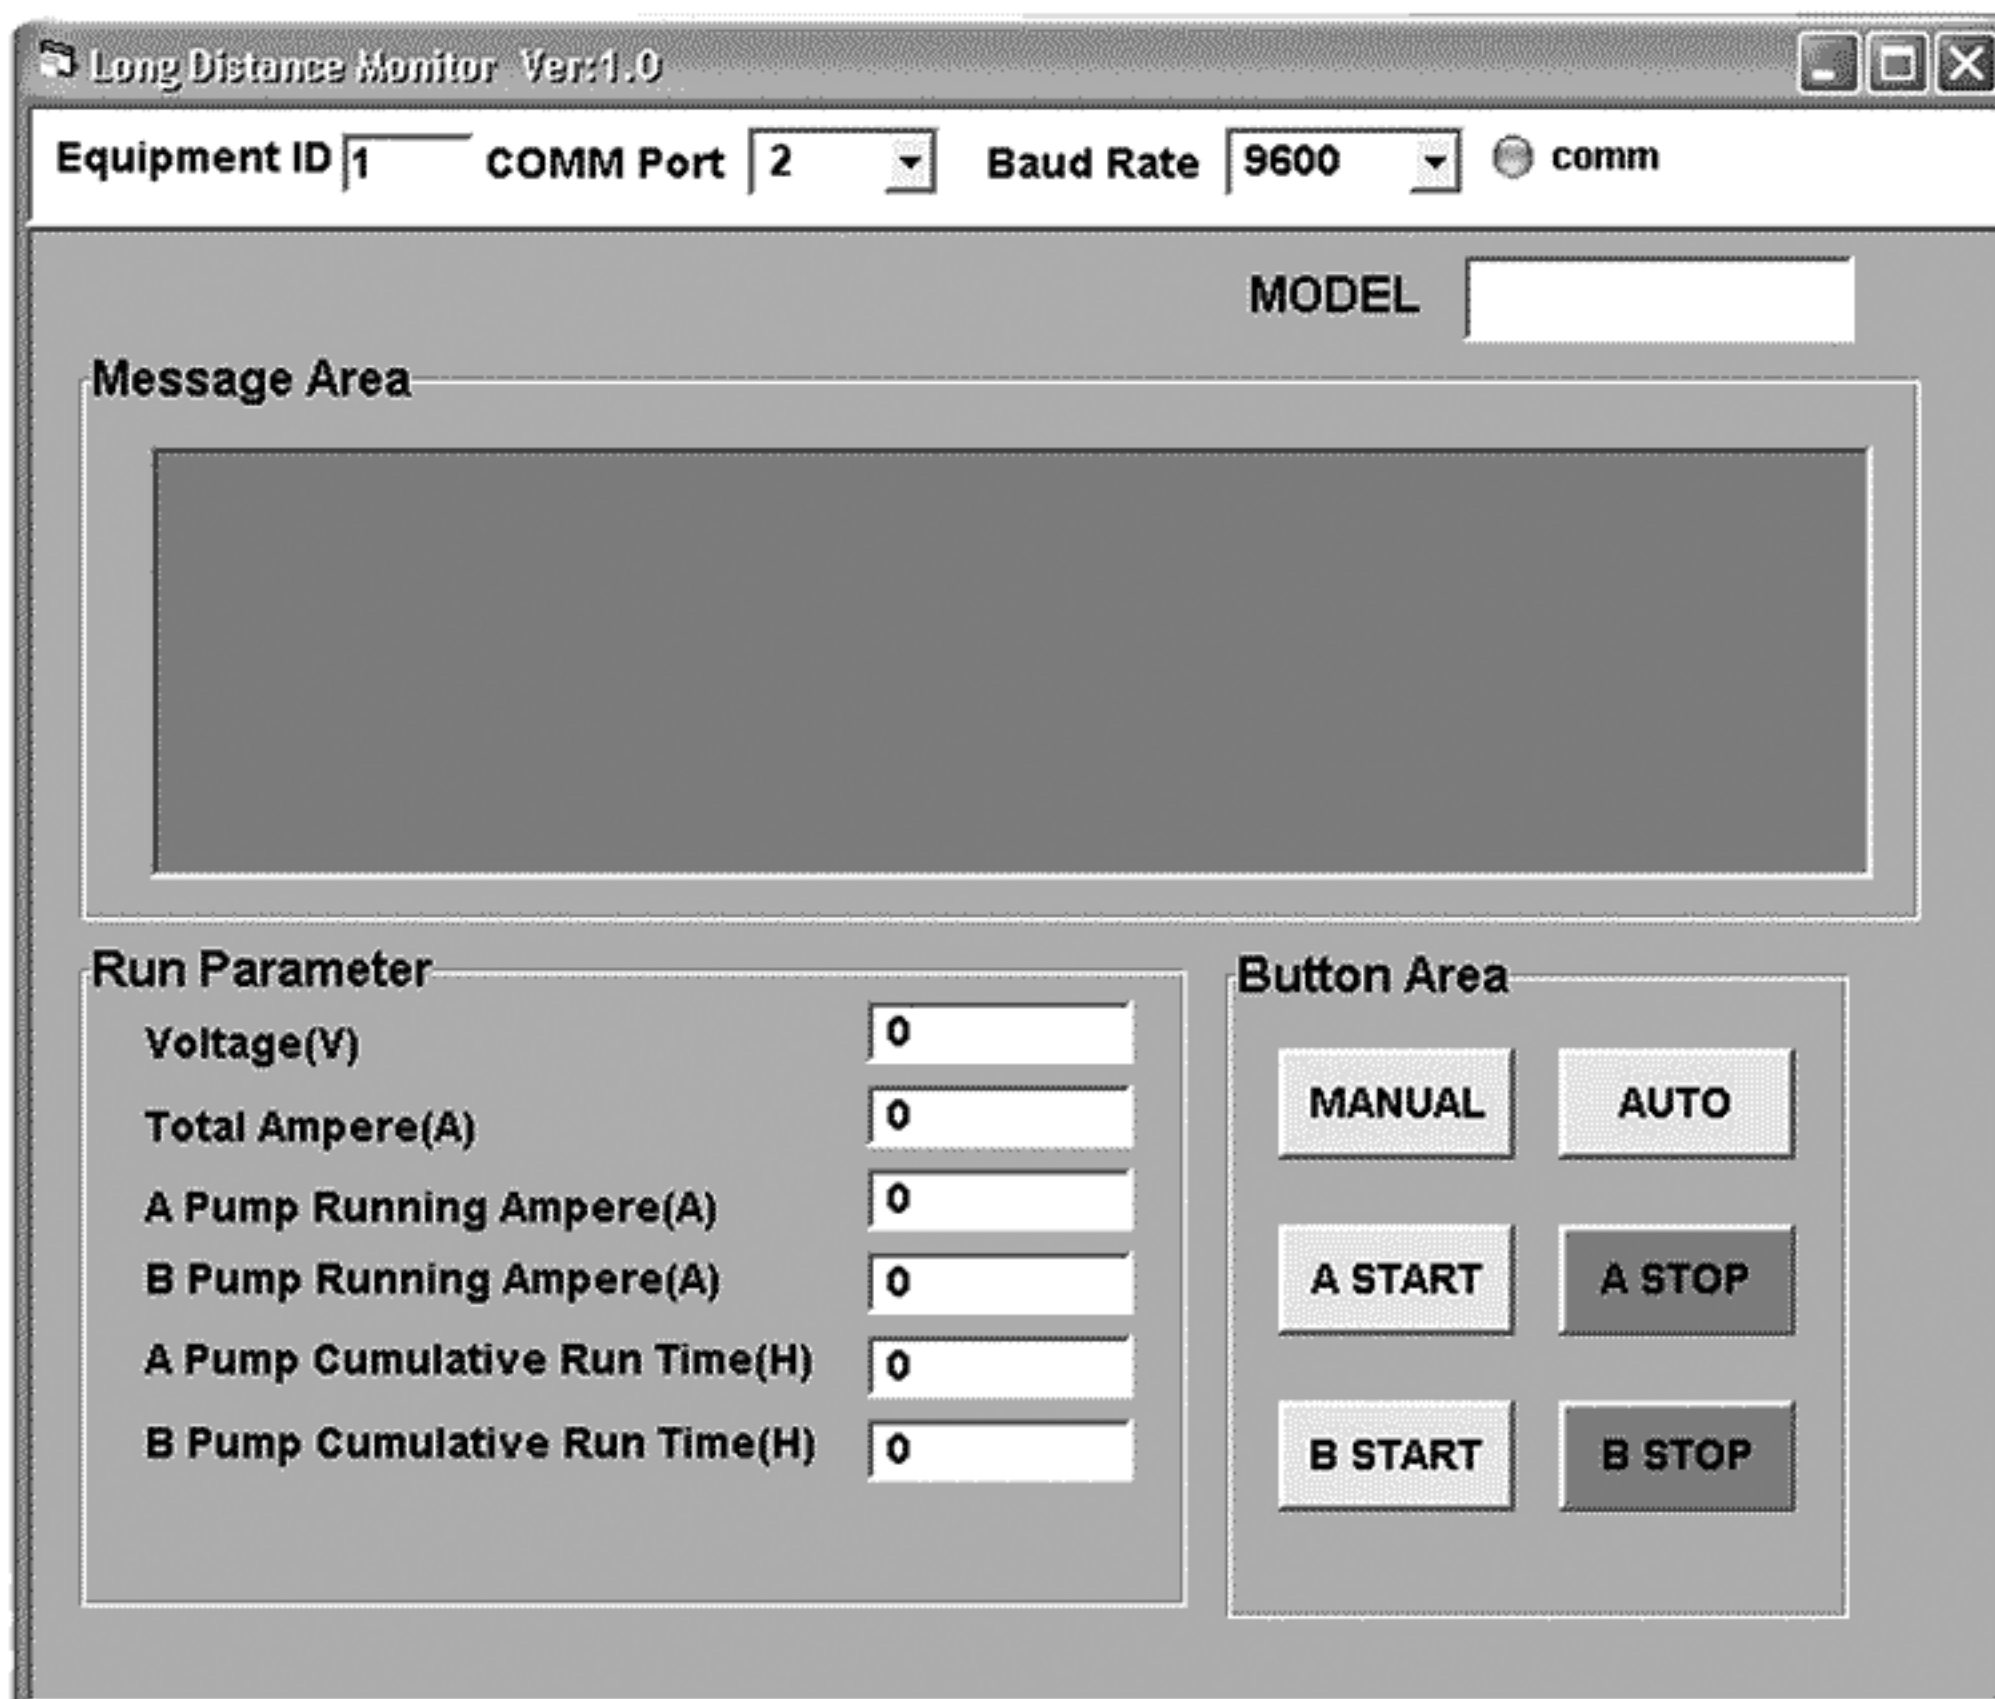 Long Distance Monitor Ver:1.0
Equipment ID 1 COMM Port 2 Baud Rate 9600 comm
MODEL
Message Area
Run Parameter
Voltage(V) 0
Total Ampere(A) 0
A Pump Running Ampere(A) 0
B Pump Running Ampere(A) 0
A Pump Cumulative Run Time(H) 0
B Pump Cumulative Run Time(H) 0
Button Area
MANUAL AUTO
A START A STOP
B START B STOP